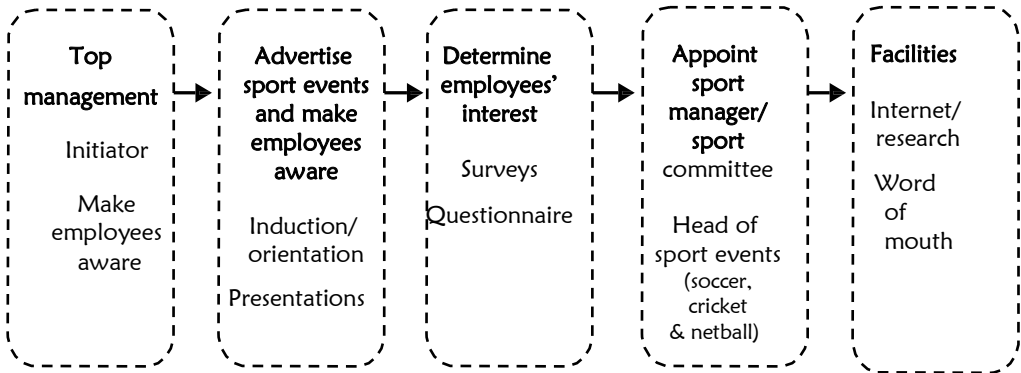 Top
management
Initiator
Make
employees
aware
Advertise
sport events
and make
employees
aware
Induction/
orientation
Presentations
Determine
employees’
interest
Surveys
Questionnaire
Appoint
sport
manager/
sport
committee
Head of
sport events
(soccer,
cricket
& netball)
Facilities
Internet/
research
Word
of
mouth